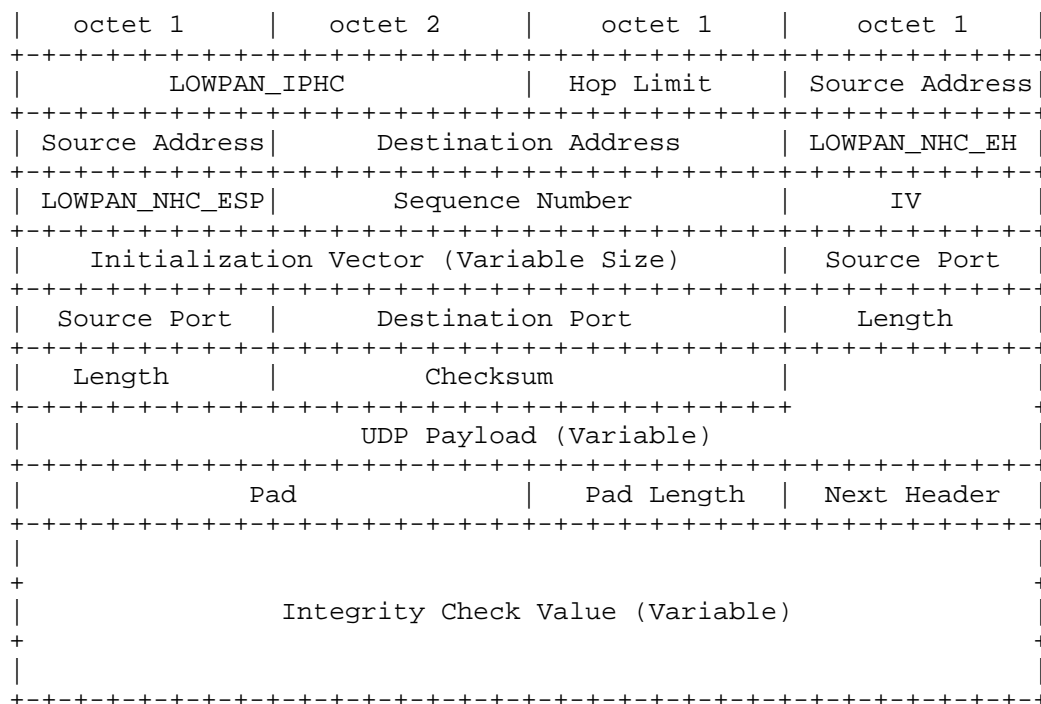 |   octet 1     |   octet 2     |    octet 1    |    octet 1    |
+-+-+-+-+-+-+-+-+-+-+-+-+-+-+-+-+-+-+-+-+-+-+-+-+-+-+-+-+-+-+-+-+
|         LOWPAN_IPHC           |  Hop Limit    | Source Address|
+-+-+-+-+-+-+-+-+-+-+-+-+-+-+-+-+-+-+-+-+-+-+-+-+-+-+-+-+-+-+-+-+
| Source Address|      Destination Address      | LOWPAN_NHC_EH |
+-+-+-+-+-+-+-+-+-+-+-+-+-+-+-+-+-+-+-+-+-+-+-+-+-+-+-+-+-+-+-+-+
| LOWPAN_NHC_ESP|       Sequence Number         |      IV       |
+-+-+-+-+-+-+-+-+-+-+-+-+-+-+-+-+-+-+-+-+-+-+-+-+-+-+-+-+-+-+-+-+
|    Initialization Vector (Variable Size)      |  Source Port  |
+-+-+-+-+-+-+-+-+-+-+-+-+-+-+-+-+-+-+-+-+-+-+-+-+-+-+-+-+-+-+-+-+
|  Source Port  |      Destination Port         |    Length     |
+-+-+-+-+-+-+-+-+-+-+-+-+-+-+-+-+-+-+-+-+-+-+-+-+-+-+-+-+-+-+-+-+
|   Length      |         Checksum              |               |
+-+-+-+-+-+-+-+-+-+-+-+-+-+-+-+-+-+-+-+-+-+-+-+-+               +
|                     UDP Payload (Variable)                    |
+-+-+-+-+-+-+-+-+-+-+-+-+-+-+-+-+-+-+-+-+-+-+-+-+-+-+-+-+-+-+-+-+
|              Pad              |   Pad Length  |  Next Header  |
+-+-+-+-+-+-+-+-+-+-+-+-+-+-+-+-+-+-+-+-+-+-+-+-+-+-+-+-+-+-+-+-+
|                                                               |
+                                                               +
|                Integrity Check Value (Variable)               |
+                                                               +
|                                                               |
+-+-+-+-+-+-+-+-+-+-+-+-+-+-+-+-+-+-+-+-+-+-+-+-+-+-+-+-+-+-+-+-+